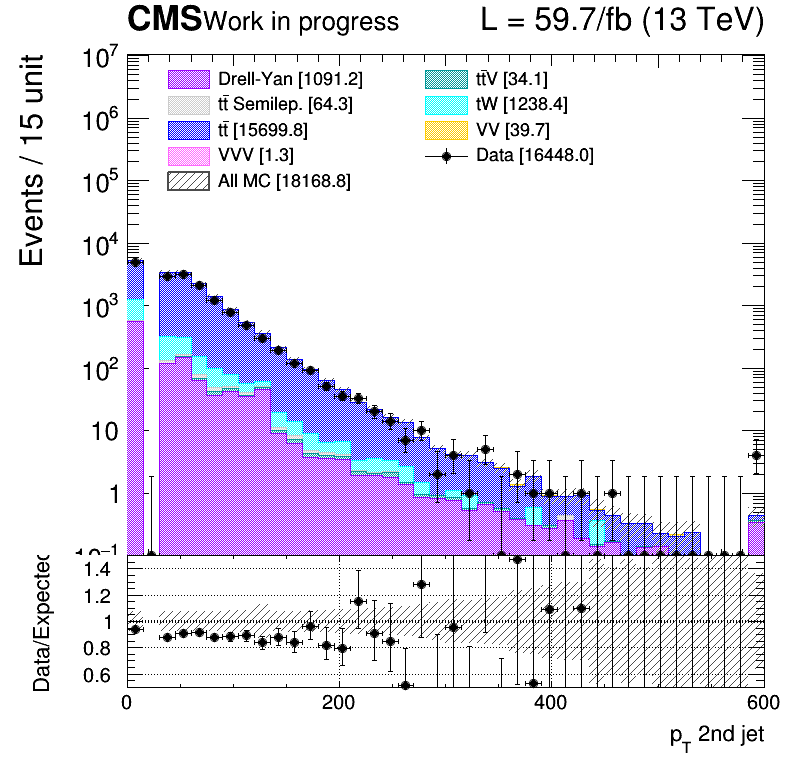 CMS Work in progress L = 59.7/fb (13 TeV)
Events / 15 unit
10⁷
10⁶
10⁵
10⁴
10³
10²
10
1
10⁻¹
Drell-Yan [1091.2]
tt̄ Semilep. [64.3]
tt̄ [15699.8]
VVV [1.3]
All MC [18168.8]
tt̄V [34.1]
tW [1238.4]
VV [39.7]
Data [16448.0]
Data/Expected
1.4
1.2
1
0.8
0.6
0 200 400 600
p_T 2nd jet